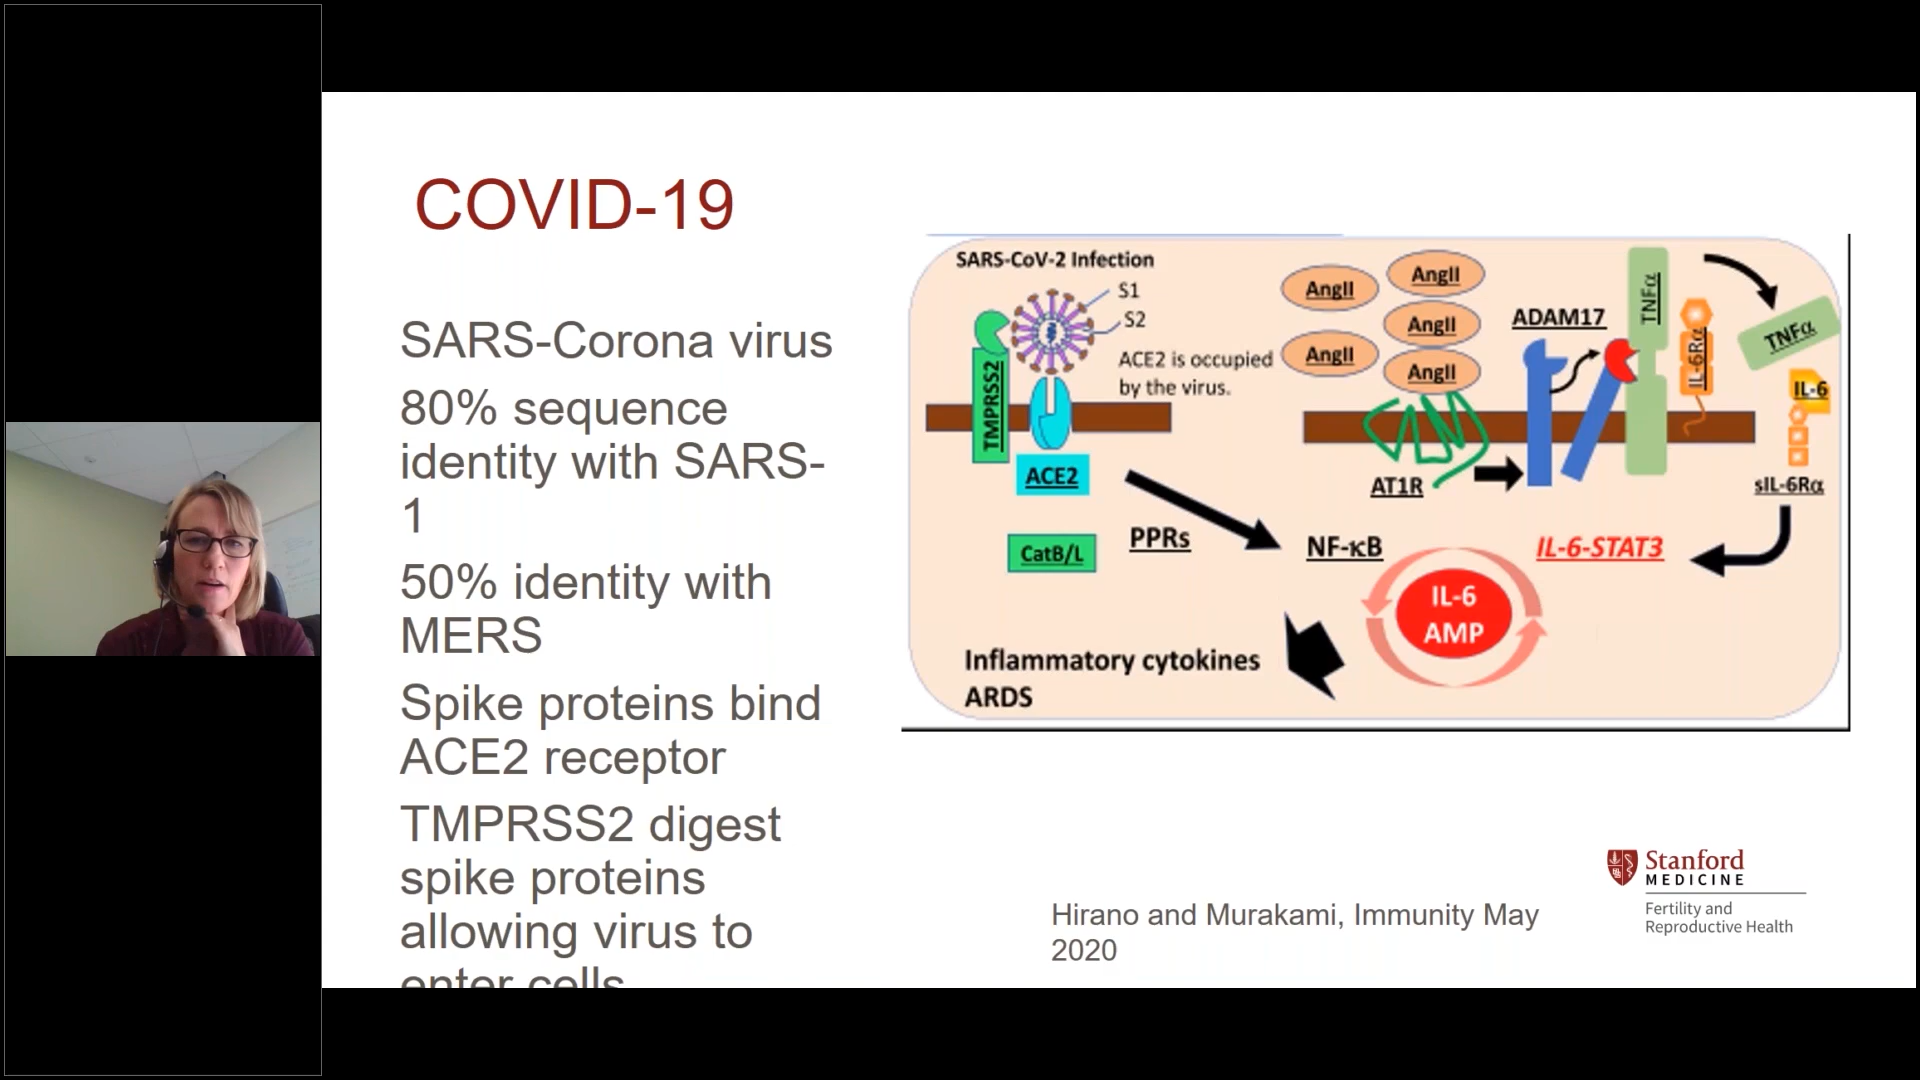 COVID-19
SARS-Corona virus
80% sequence
identity with SARS-
1
50% identity with
MERS
Spike proteins bind
ACE2 receptor
TMPRSS2 digest
spike proteins
allowing virus to
enter cells
SARS-CoV-2 Infection
S1
S2
ACE2 is occupied
by the virus.
TMPRSS2
ACE2
CatB/L
PPRs
AngII
AngII
AngII
AngII
AngII
AT1R
ADAM17
TNFα
IL-6Rα
TNFα
IL-6
sIL-6Rα
NF-κB
IL-6-STAT3
IL-6
AMP
Inflammatory cytokines
ARDS
Hirano and Murakami, Immunity May
2020
Stanford
MEDICINE
Fertility and
Reproductive Health